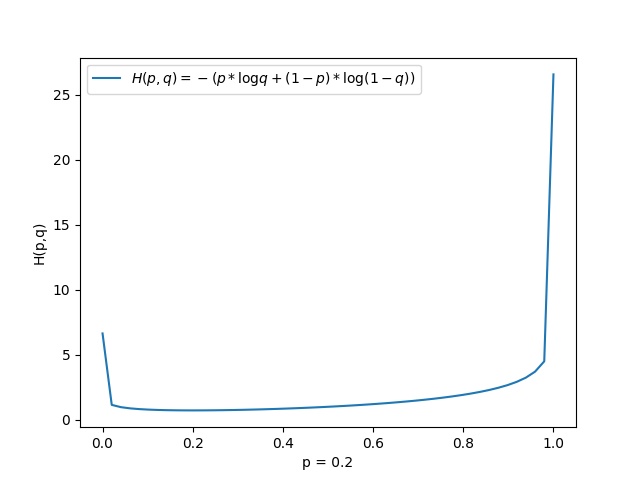 H(p, q) = −(p * log q + (1 − p) * log(1 − q))
25
20
15
10
5
0
H(p,q)
0.0 0.2 0.4 0.6 0.8 1.0
p = 0.2